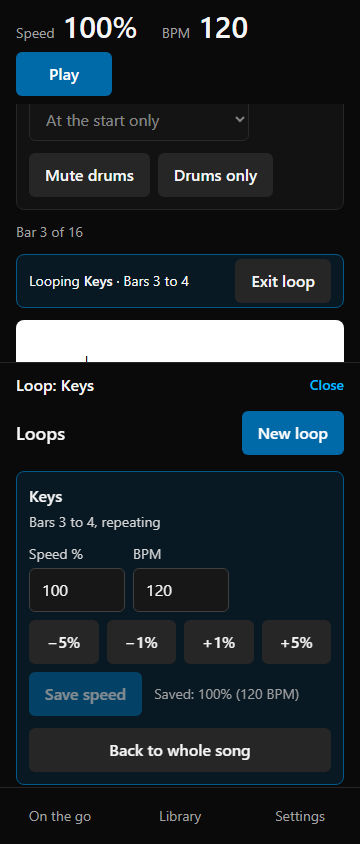 Speed 100% BPM 120
Play
At the start only
Mute drums Drums only
Bar 3 of 16
Looping Keys · Bars 3 to 4 Exit loop
Loop: Keys Close
Loops New loop
Keys
Bars 3 to 4, repeating
Speed % BPM
100 120
−5% −1% +1% +5%
Save speed Saved: 100% (120 BPM)
Back to whole song
On the go Library Settings